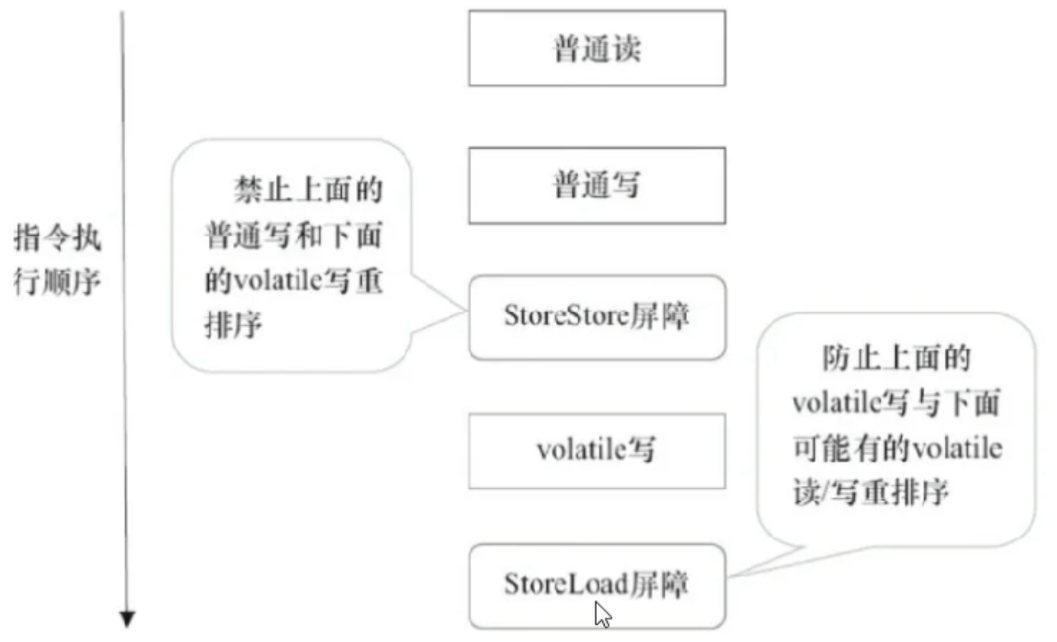 普通读
普通写
禁止上面的
普通写和下面
的volatile写重
排序
指令执
行顺序
StoreStore屏障
防止上面的
volatile写与下面
可能有的volatile
读/写重排序
volatile写
StoreLoad屏障